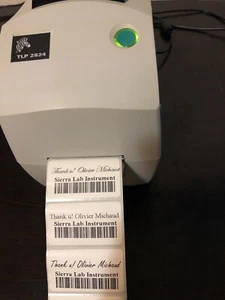 TLP 2824
Thank u! Olivier Michaud
Sierra Lab Instrument
Thank u! Olivier Michaud
Sierra Lab Instrument
Thank u! Olivier Michaud
Sierra Lab Instrument